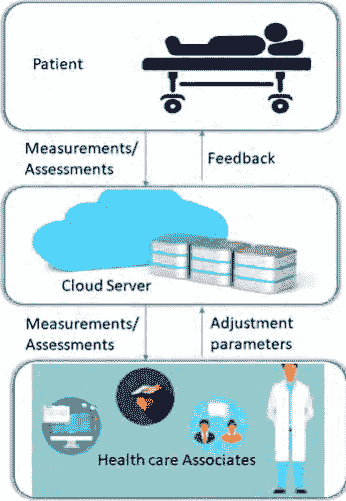 Patient
Measurements/
Assessments
Feedback
Cloud Server
Measurements/
Assessments
Adjustment
parameters
Health care Associates